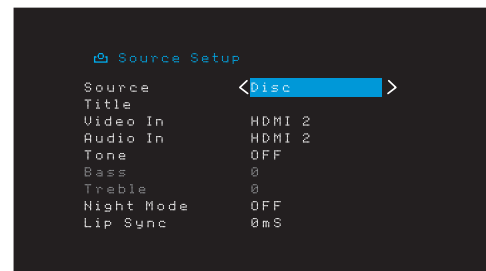 Source Setup
Source < Disc >
Title
Video In HDMI 2
Audio In HDMI 2
Tone OFF
Bass 0
Treble 0
Night Mode OFF
Lip Sync 0mS